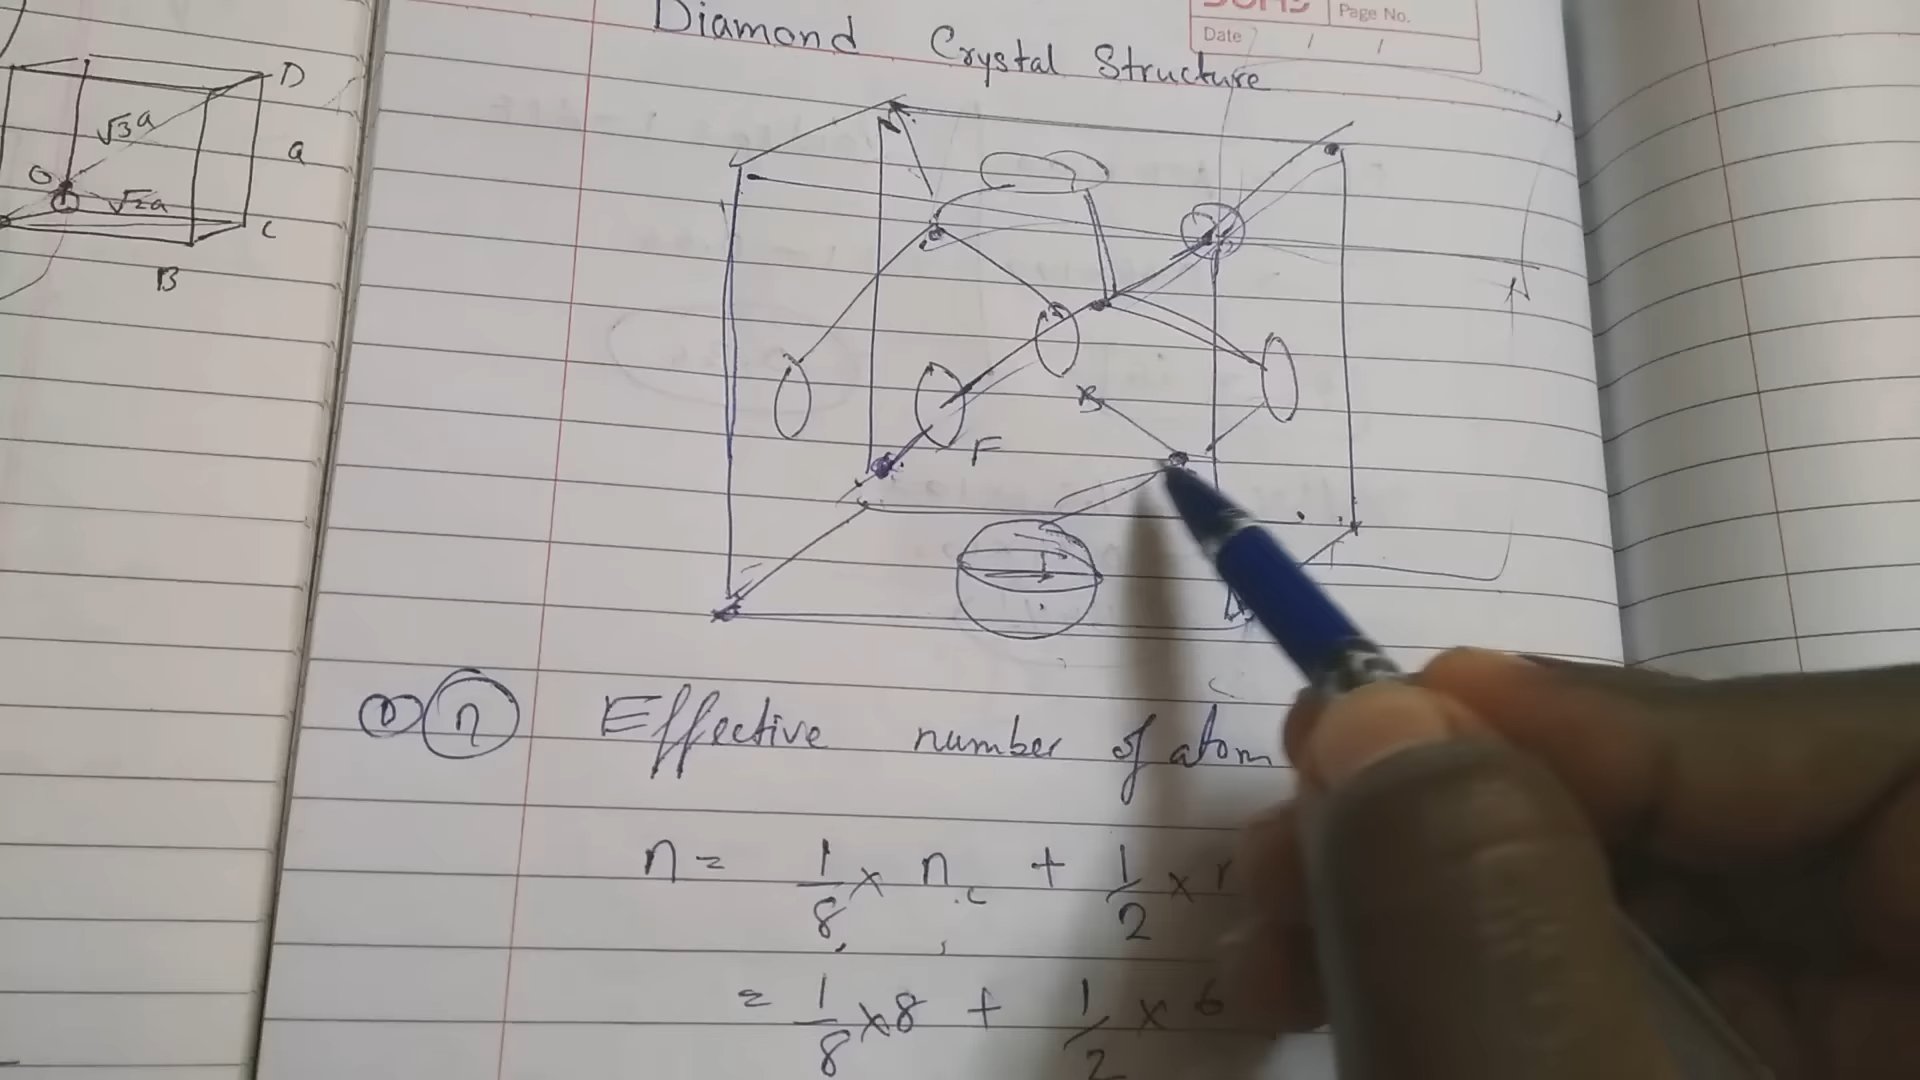 Page No.
Date / /
Diamond Crystal Structure
D
√3a
a
O
√2a
C
B
B
F
① η Effective number of atom
n = 1/8 × n c + 1/2 ×
= 1/8 × 8 + 1/2 × 6